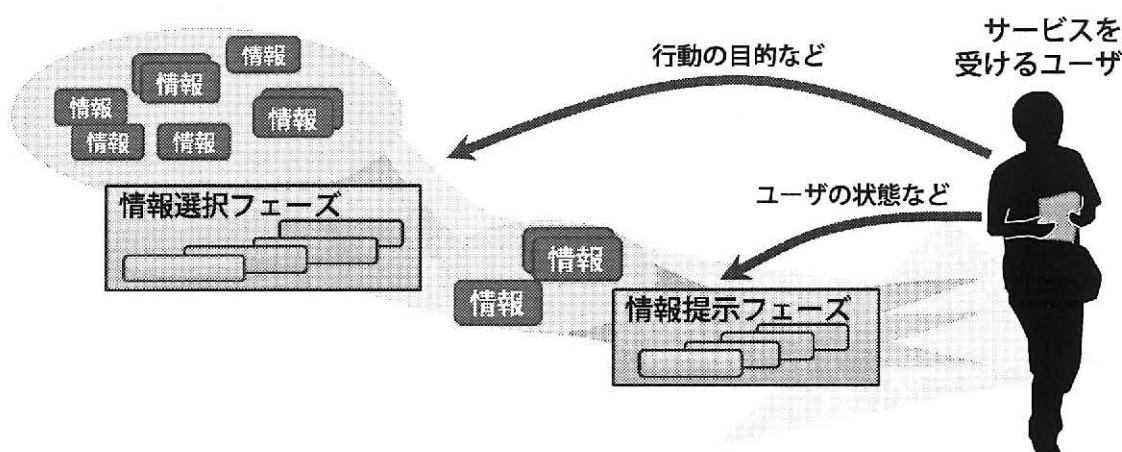 サービスを
受けるユーザ
行動の目的など
情報
情報
情報
情報
情報
情報
情報選択フェーズ
ユーザの状態など
情報
情報
情報提示フェーズ